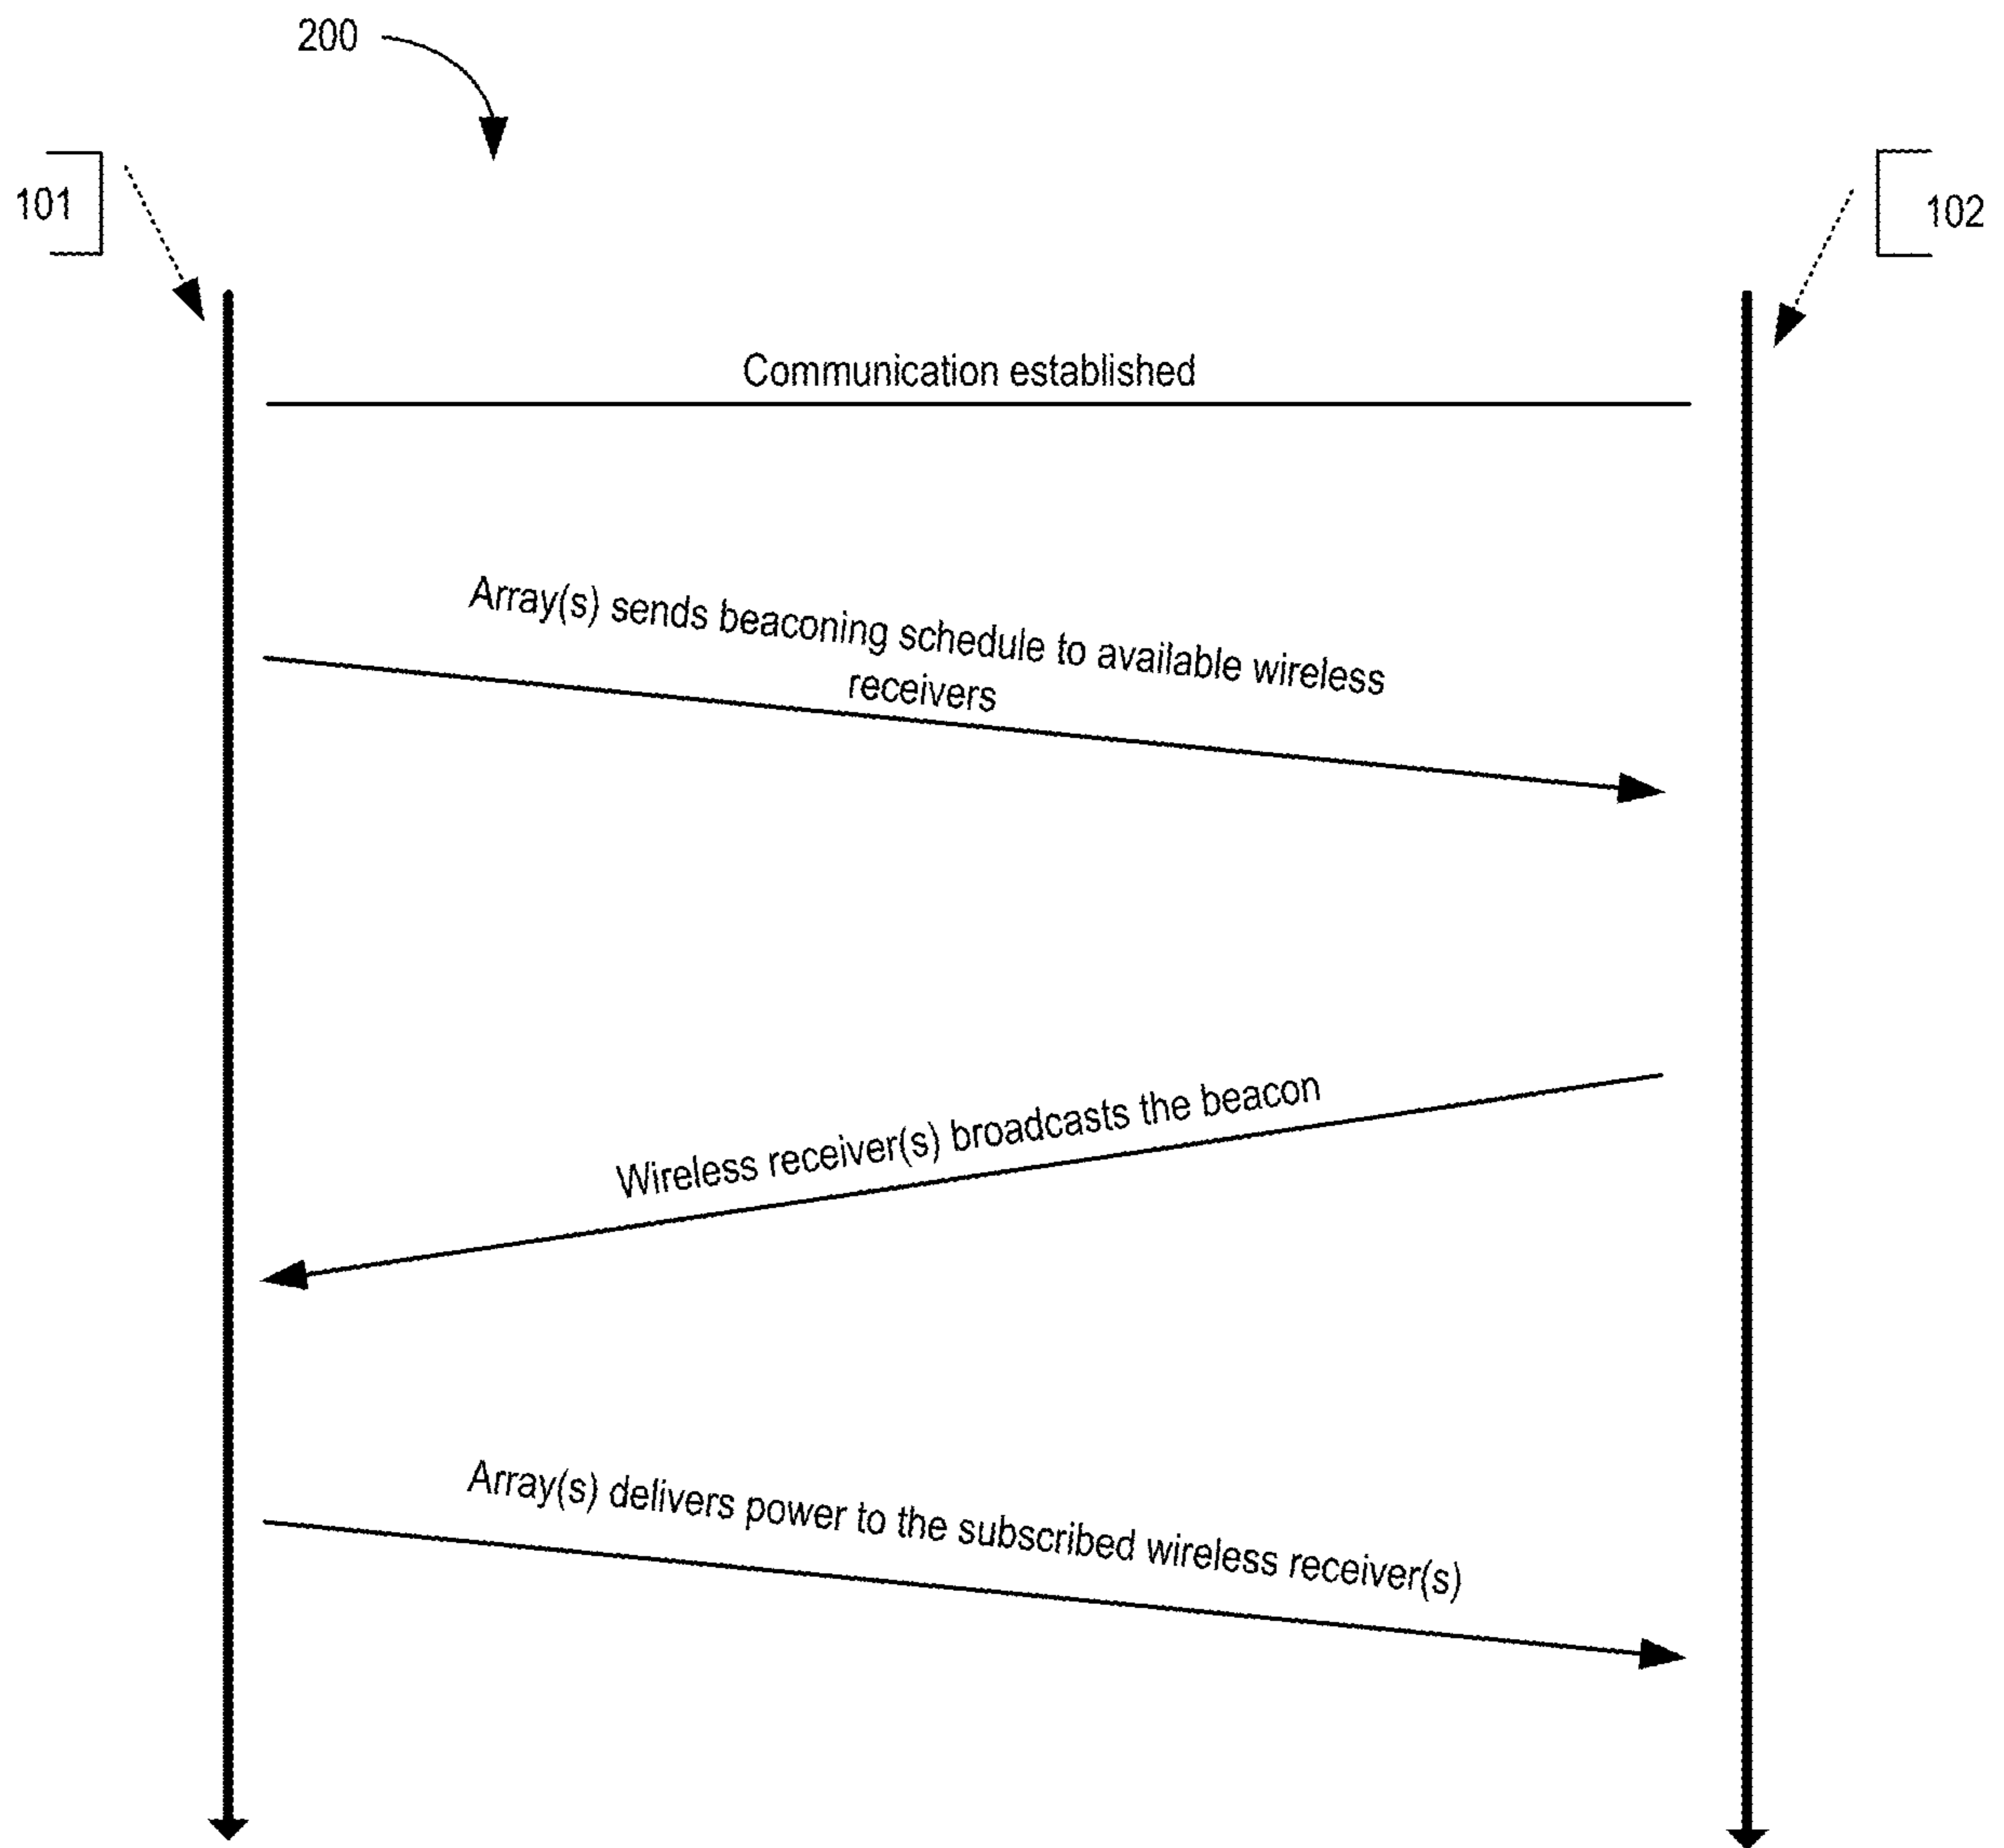 200
101
102
Communication established
Array(s) sends beaconing schedule to available wireless
receivers
Wireless receiver(s) broadcasts the beacon
Array(s) delivers power to the subscribed wireless receiver(s)